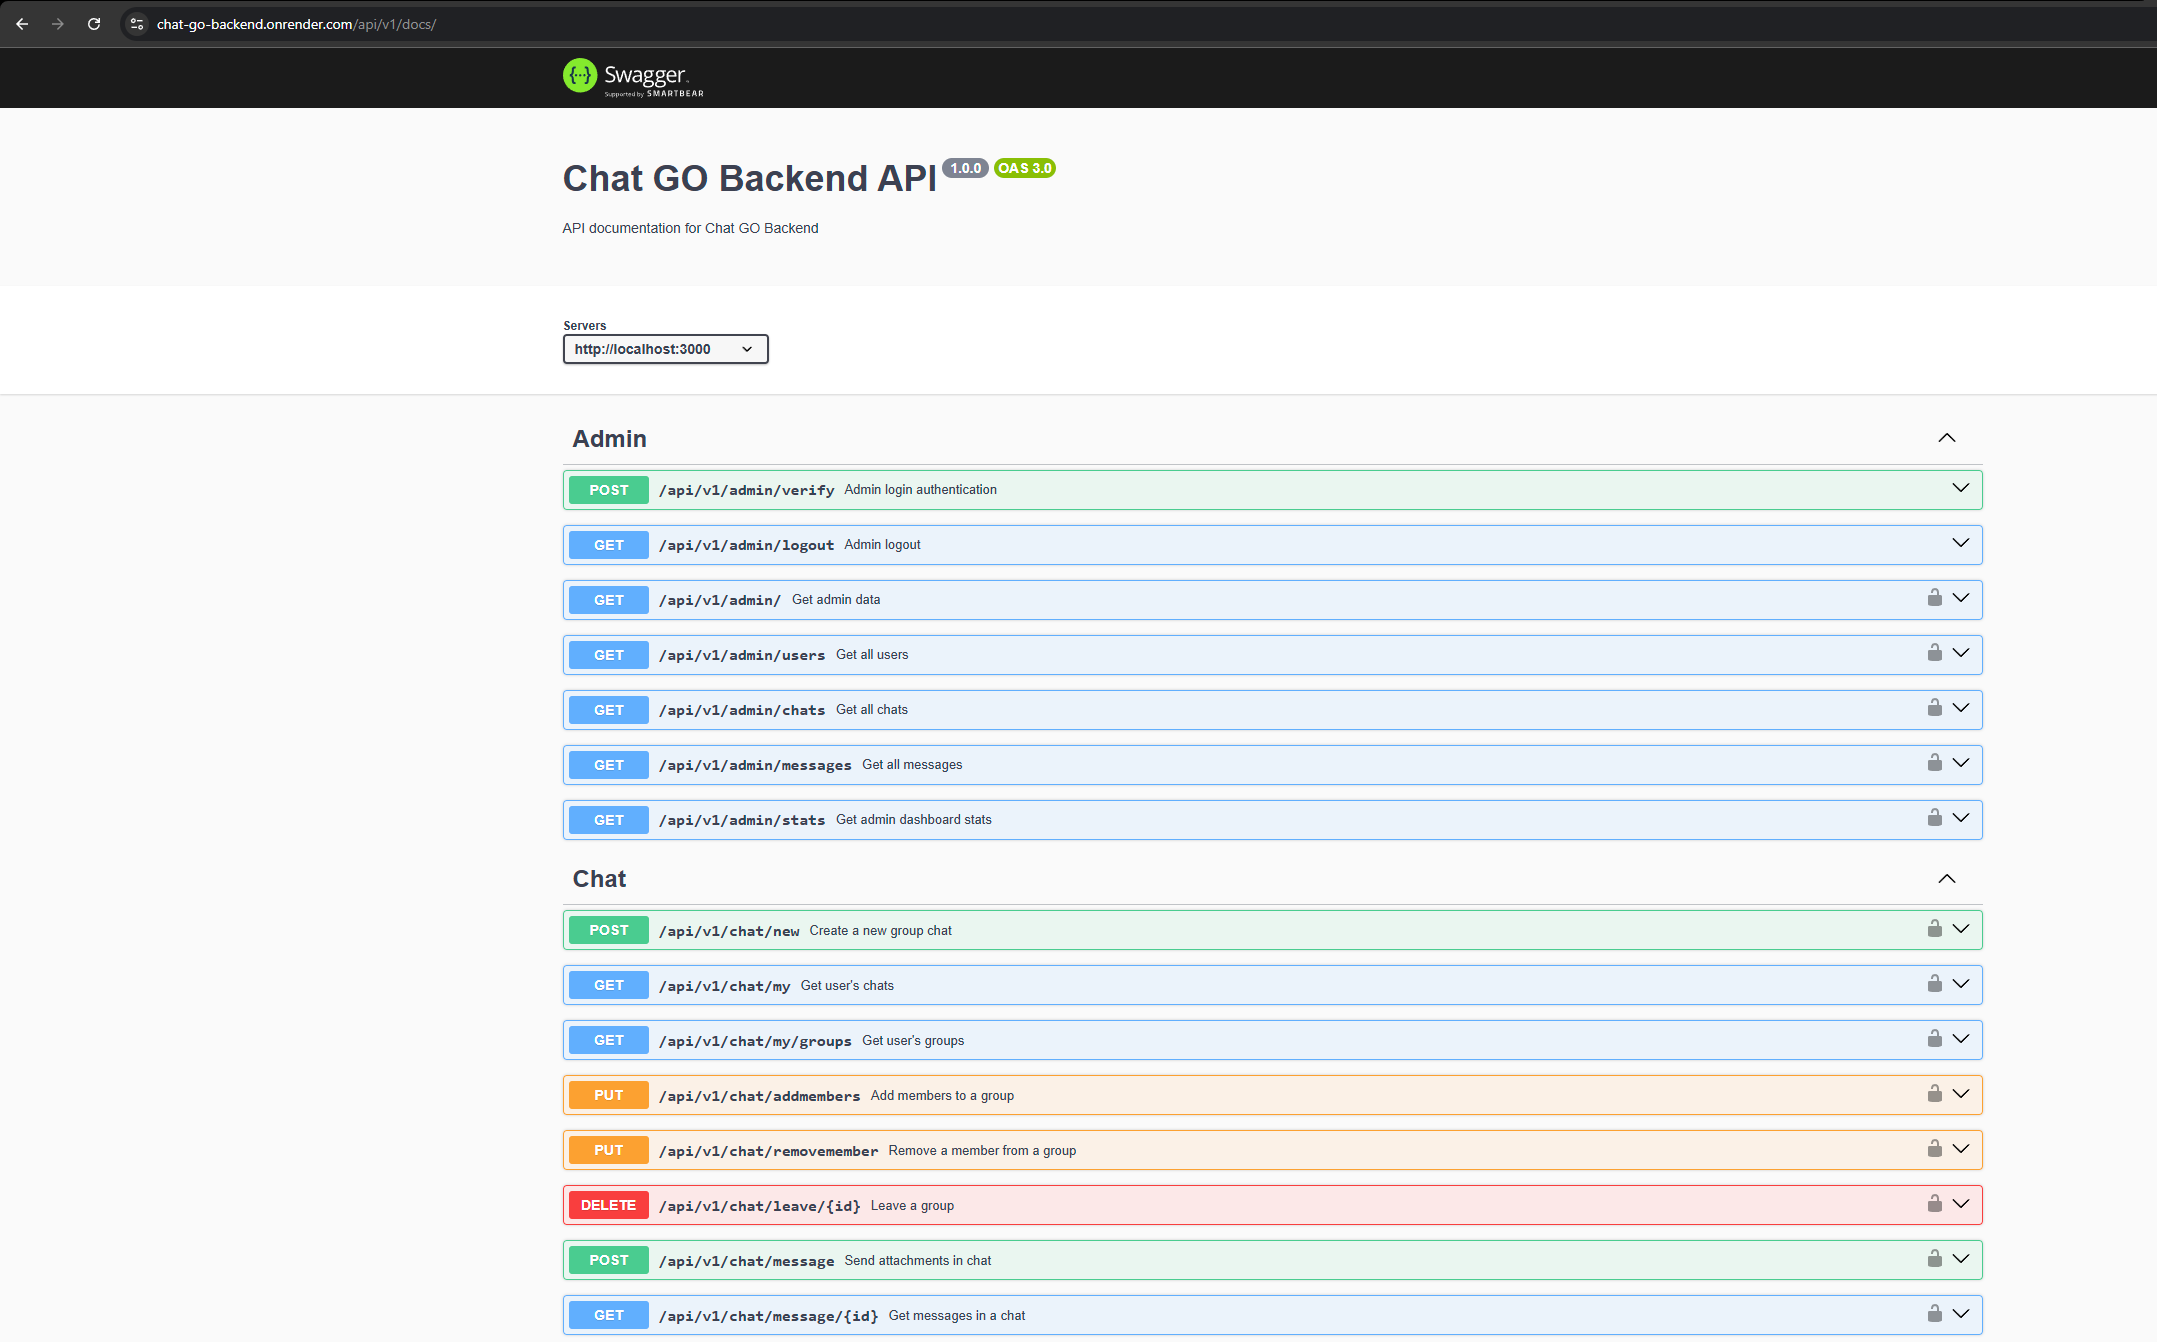 chat-go-backend.onrender.com/api/v1/docs/
{···} Swagger™
Supported by SMARTBEAR
Chat GO Backend API 1.0.0 OAS 3.0
API documentation for Chat GO Backend
Servers
http://localhost:3000
Admin
POST /api/v1/admin/verify Admin login authentication
GET /api/v1/admin/logout Admin logout
GET /api/v1/admin/ Get admin data
GET /api/v1/admin/users Get all users
GET /api/v1/admin/chats Get all chats
GET /api/v1/admin/messages Get all messages
GET /api/v1/admin/stats Get admin dashboard stats
Chat
POST /api/v1/chat/new Create a new group chat
GET /api/v1/chat/my Get user's chats
GET /api/v1/chat/my/groups Get user's groups
PUT /api/v1/chat/addmembers Add members to a group
PUT /api/v1/chat/removemember Remove a member from a group
DELETE /api/v1/chat/leave/{id} Leave a group
POST /api/v1/chat/message Send attachments in chat
GET /api/v1/chat/message/{id} Get messages in a chat